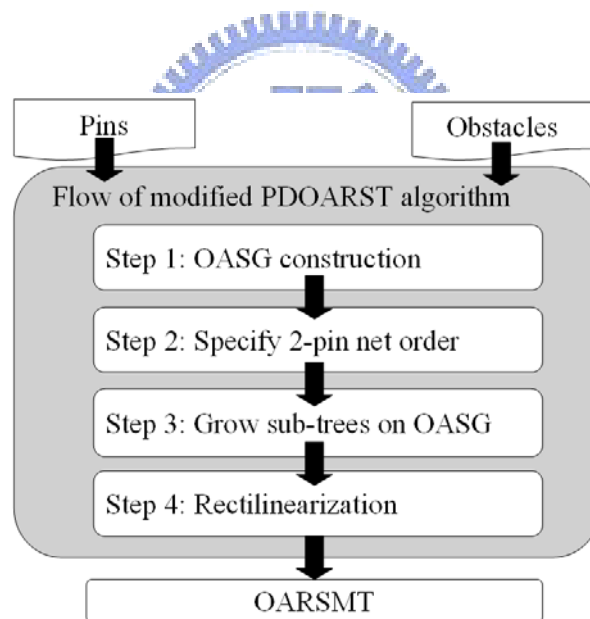 Pins
Obstacles
Flow of modified PDOARST algorithm
Step 1: OASG construction
Step 2: Specify 2-pin net order
Step 3: Grow sub-trees on OASG
Step 4: Rectilinearization
OARSMT